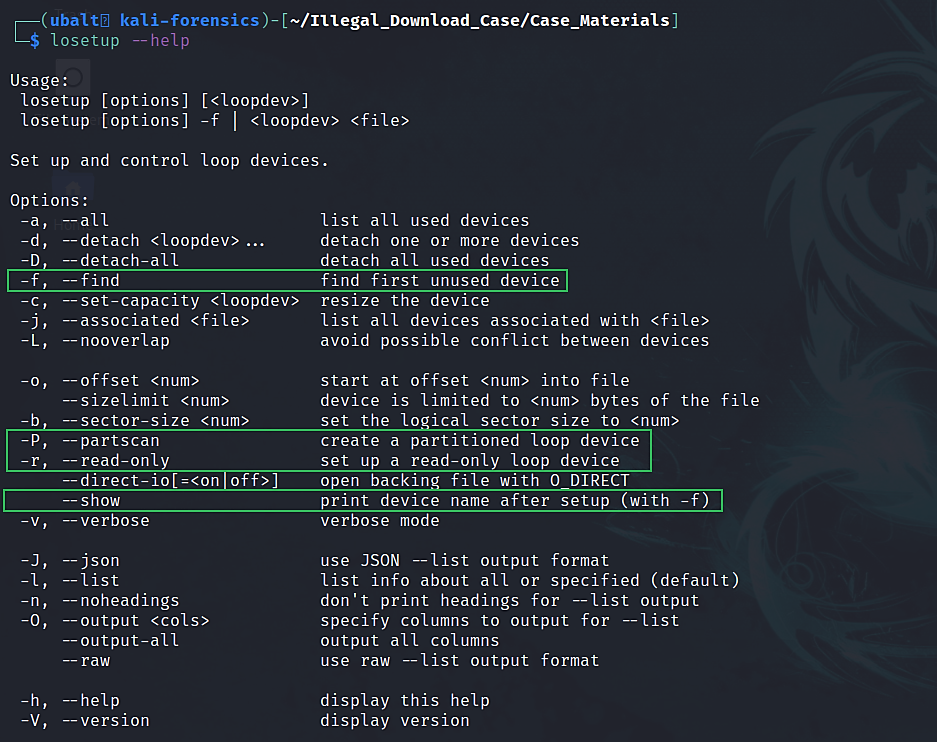 (ubalt kali-forensics)-[~/Illegal_Download_Case/Case_Materials]
$ losetup --help
Usage:
losetup [options] [<loopdev>]
losetup [options] -f | <loopdev> <file>
Set up and control loop devices.
Options:
-a, --all list all used devices
-d, --detach <loopdev>... detach one or more devices
-D, --detach-all detach all used devices
-f, --find find first unused device
-c, --set-capacity <loopdev> resize the device
-j, --associated <file> list all devices associated with <file>
-L, --nooverlap avoid possible conflict between devices
-o, --offset <num> start at offset <num> into file
--sizelimit <num> device is limited to <num> bytes of the file
-b, --sector-size <num> set the logical sector size to <num>
-P, --partscan create a partitioned loop device
-r, --read-only set up a read-only loop device
--direct-io[=<on|off>] open backing file with O_DIRECT
--show print device name after setup (with -f)
-v, --verbose verbose mode
-J, --json use JSON --list output format
-l, --list list info about all or specified (default)
-n, --noheadings don't print headings for --list output
-O, --output <cols> specify columns to output for --list
--output-all output all columns
--raw use raw --list output format
-h, --help display this help
-V, --version display version